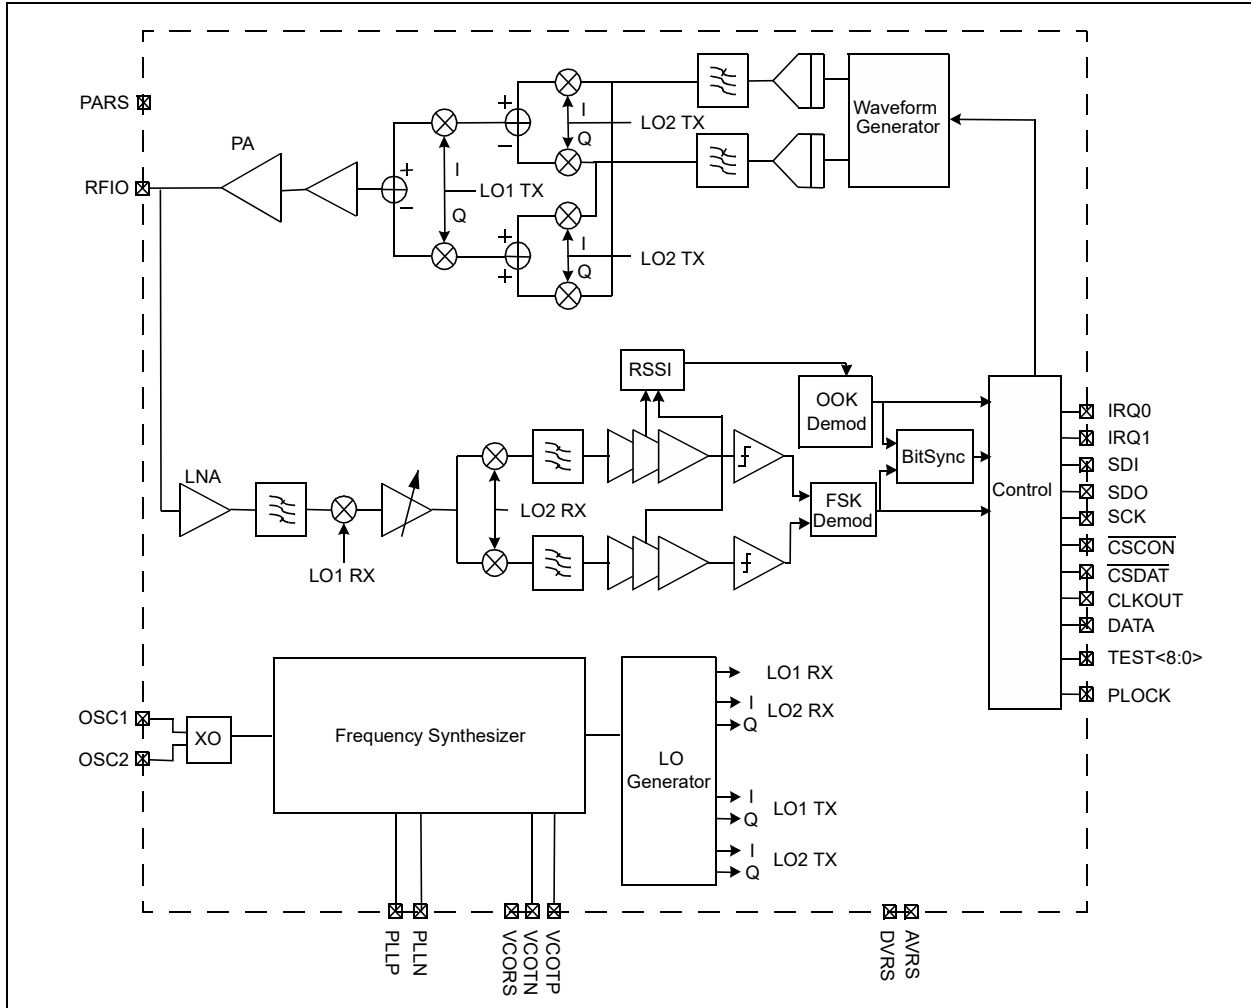 PARS
PA
RFIO
+
−
I
LO1 TX
Q
+
−
I
LO2 TX
Q
+
+
I
LO2 TX
Q
Waveform
Generator
RSSI
OOK
Demod
BitSync
FSK
Demod
Control
LNA
LO1 RX
LO2 RX
IRQ0
IRQ1
SDI
SDO
SCK
CSCON
CSDAT
CLKOUT
DATA
TEST<8:0>
PLOCK
OSC1
OSC2
XO
Frequency Synthesizer
LO
Generator
LO1 RX
I
LO2 RX
Q
I
LO1 TX
Q
I
LO2 TX
Q
PLLP
PLLN
VCORS
VCOTN
VCOTP
DVRS
AVRS